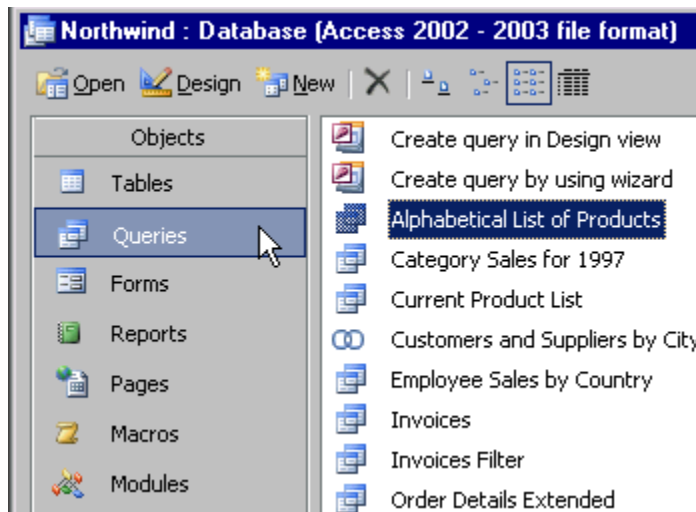 Northwind : Database (Access 2002 - 2003 file format)
Open Design New
Objects
Tables
Queries
Forms
Reports
Pages
Macros
Modules
Create query in Design view
Create query by using wizard
Alphabetical List of Products
Category Sales for 1997
Current Product List
Customers and Suppliers by City
Employee Sales by Country
Invoices
Invoices Filter
Order Details Extended